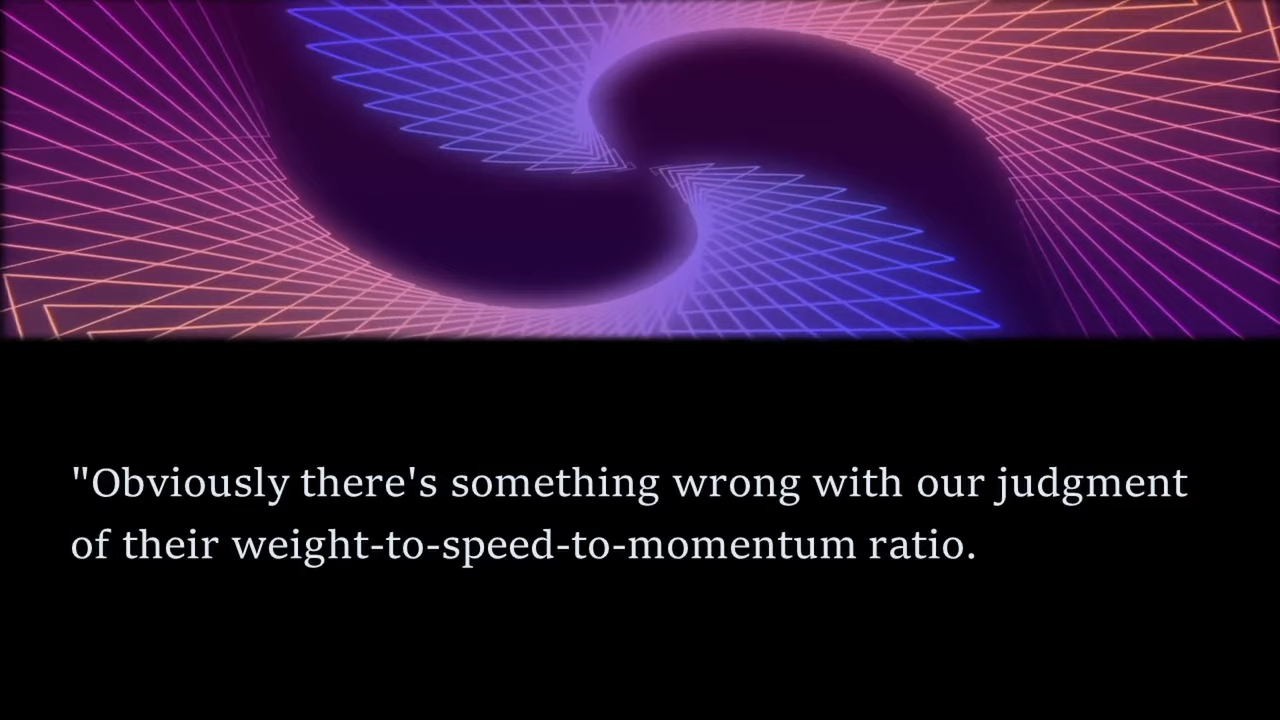 "Obviously there's something wrong with our judgment
of their weight-to-speed-to-momentum ratio.